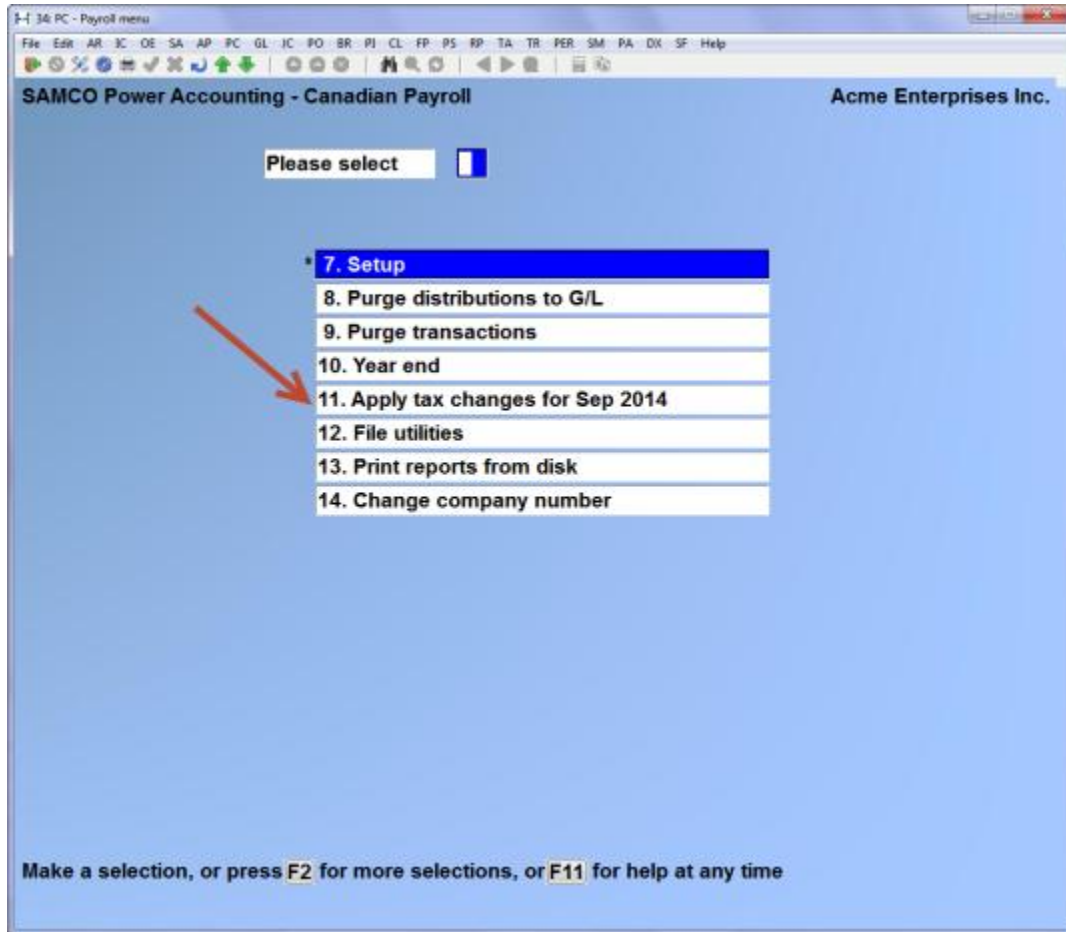 34: PC - Payroll menu
File Edit AR IC OE SA AP PC GL JC PO BR PI CL FP PS RP TA TR PER SM PA DX SF Help
SAMCO Power Accounting - Canadian Payroll Acme Enterprises Inc.
Please select
* 7. Setup
8. Purge distributions to G/L
9. Purge transactions
10. Year end
11. Apply tax changes for Sep 2014
12. File utilities
13. Print reports from disk
14. Change company number
Make a selection, or press F2 for more selections, or F11 for help at any time